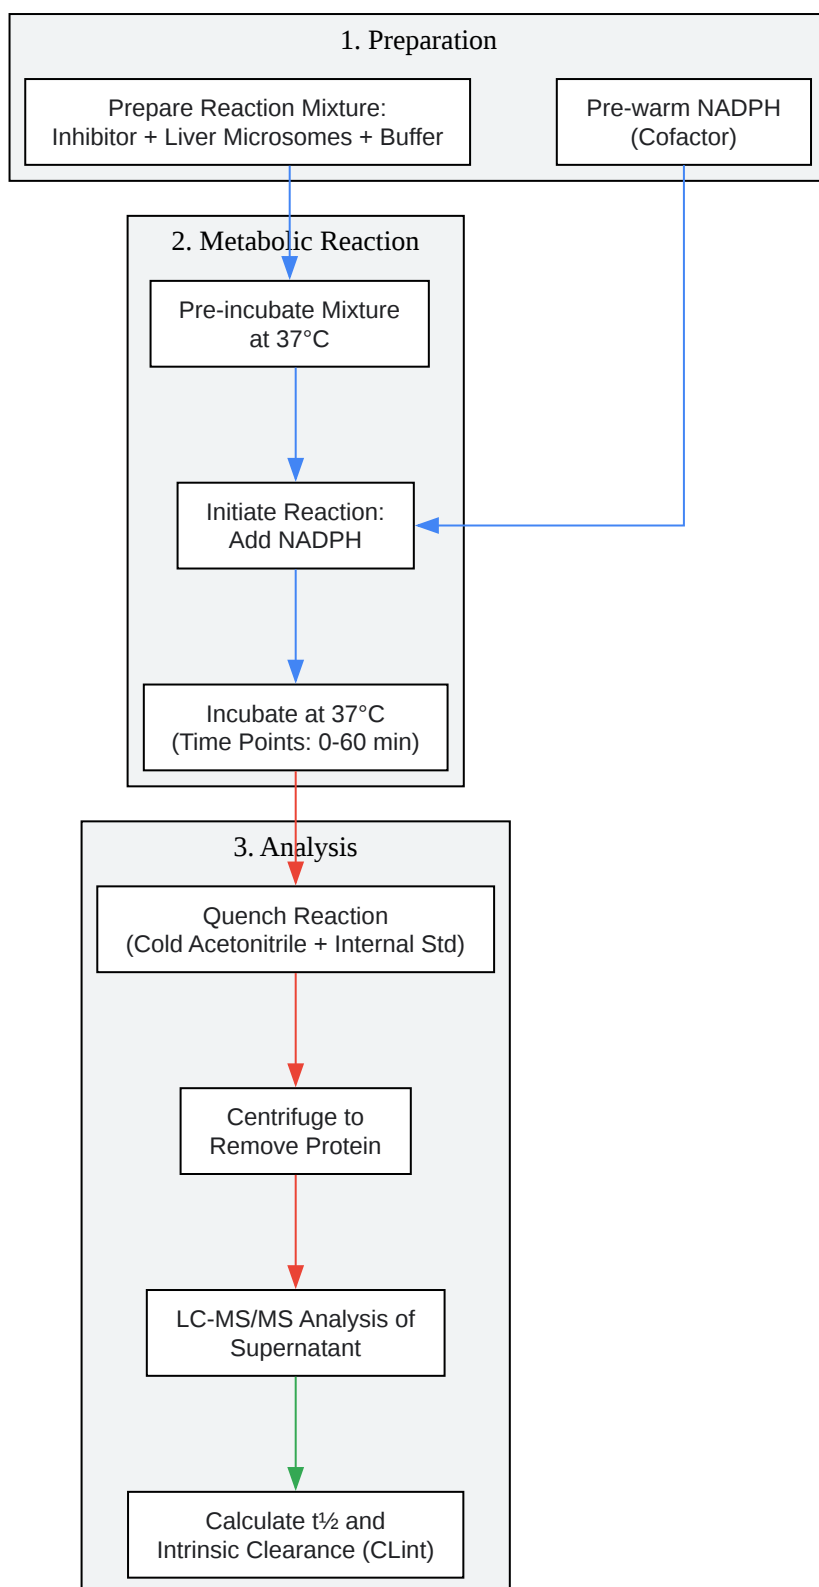 1. Preparation
Prepare Reaction Mixture:
Inhibitor + Liver Microsomes + Buffer
Pre-warm NADPH
(Cofactor)
2. Metabolic Reaction
Pre-incubate Mixture
at 37°C
Initiate Reaction:
Add NADPH
Incubate at 37°C
(Time Points: 0-60 min)
3. Analysis
Quench Reaction
(Cold Acetonitrile + Internal Std)
Centrifuge to
Remove Protein
LC-MS/MS Analysis of
Supernatant
Calculate t½ and
Intrinsic Clearance (CLint)